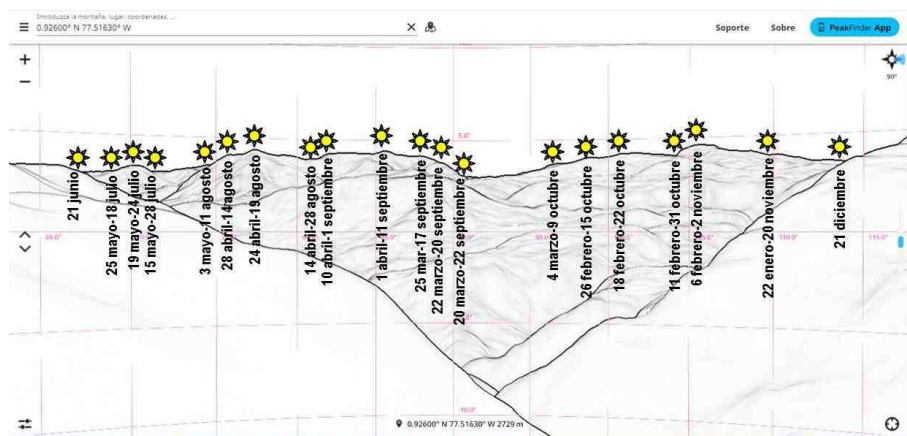 Introduzca la montaña, lugar, coordenadas, ...
0.92600° N 77.51630° W
Soporte
Sobre
PeakFinder App
90°
5.0°
21 junio
25 mayo-18 julio
19 mayo-24 julio
15 mayo-28 julio
3 mayo-11 agosto
28 abril-14 agosto
24 abril-19 agosto
14 abril-28 agosto
10 abril-1 septiembre
1 abril-11 septiembre
25 mar-17 septiembre
22 marzo-20 septiembre
20 marzo-22 septiembre
4 marzo-9 octubre
26 febrero-15 octubre
18 febrero-22 octubre
11 febrero-31 octubre
6 febrero-2 noviembre
22 enero-20 noviembre
21 diciembre
65.0°
110.0°
115.0°
-10.0°
0.92600° N 77.51630° W 2729 m